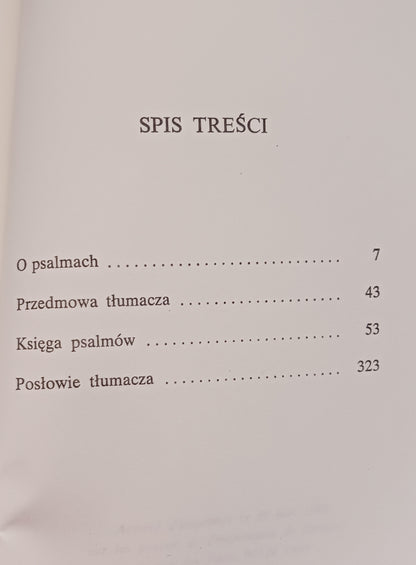 SPIS TREŚCI
O psalmach . . . . . . . . . . . . . . . . . . . . . . . . . . . 7
Przedmowa tłumacza . . . . . . . . . . . . . . . . . . . 43
Księga psalmów . . . . . . . . . . . . . . . . . . . . . . . 53
Posłowie tłumacza . . . . . . . . . . . . . . . . . . . . . 323